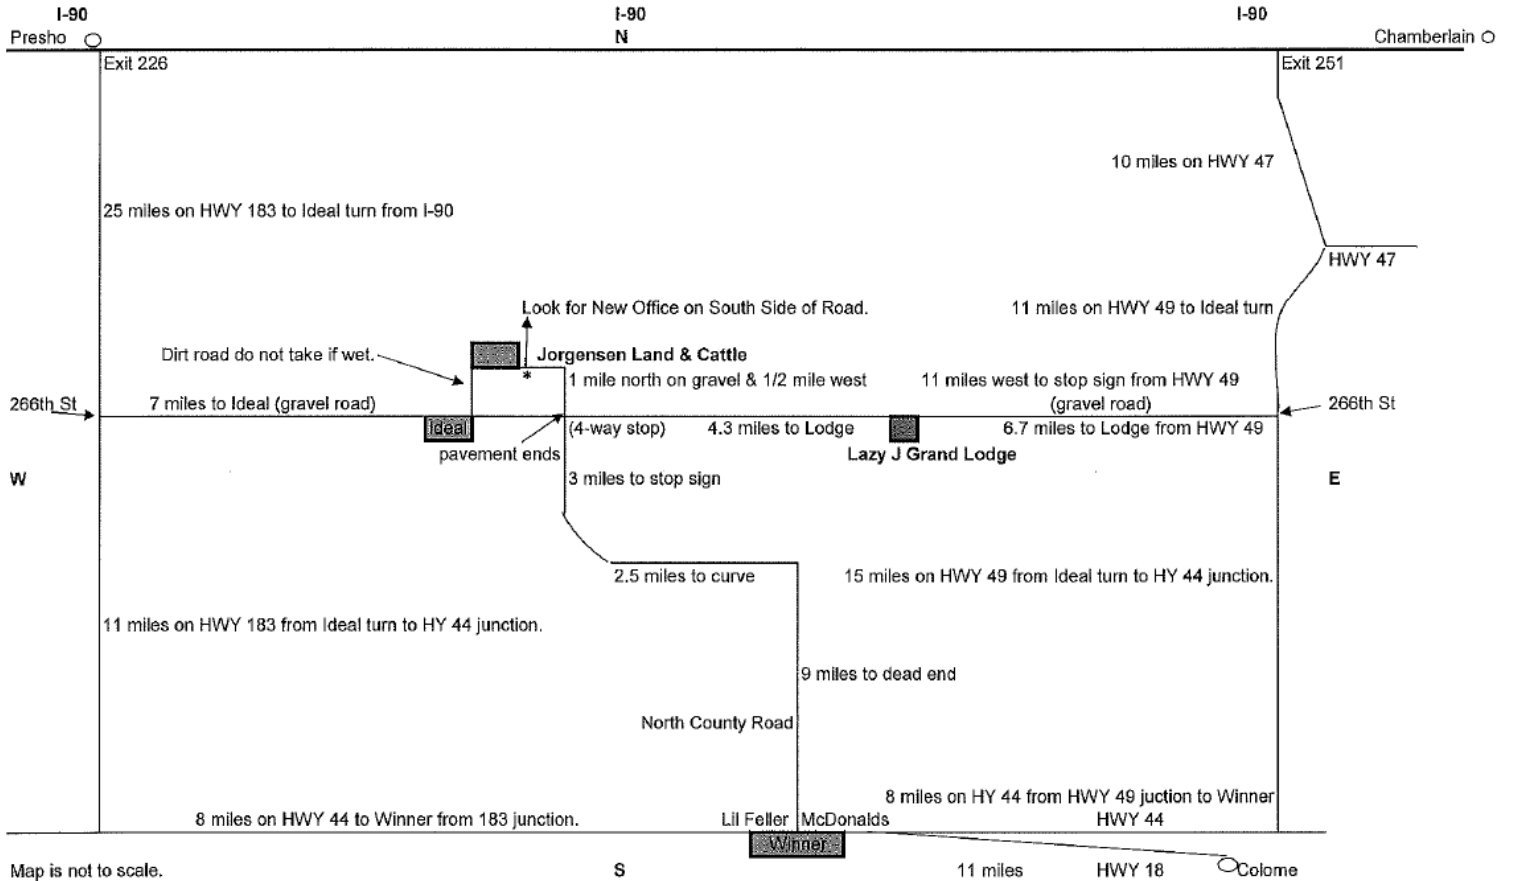 I-90 I-90 I-90
Presho N Chamberlain
Exit 226 Exit 251
10 miles on HWY 47
25 miles on HWY 183 to Ideal turn from I-90
HWY 47
Look for New Office on South Side of Road.
11 miles on HWY 49 to Ideal turn
Dirt road do not take if wet.
Jorgensen Land & Cattle
*
1 mile north on gravel & 1/2 mile west
11 miles west to stop sign from HWY 49
(gravel road)
266th St
7 miles to Ideal (gravel road)
266th St
Ideal
(4-way stop)
4.3 miles to Lodge
6.7 miles to Lodge from HWY 49
pavement ends
Lazy J Grand Lodge
W
3 miles to stop sign
E
2.5 miles to curve
15 miles on HWY 49 from Ideal turn to HY 44 junction.
11 miles on HWY 183 from Ideal turn to HY 44 junction.
9 miles to dead end
North County Road
8 miles on HY 44 from HWY 49 juction to Winner
8 miles on HWY 44 to Winner from 183 junction.
Lil Feller McDonalds
HWY 44
Winner
Map is not to scale.
S
11 miles
HWY 18
Colome